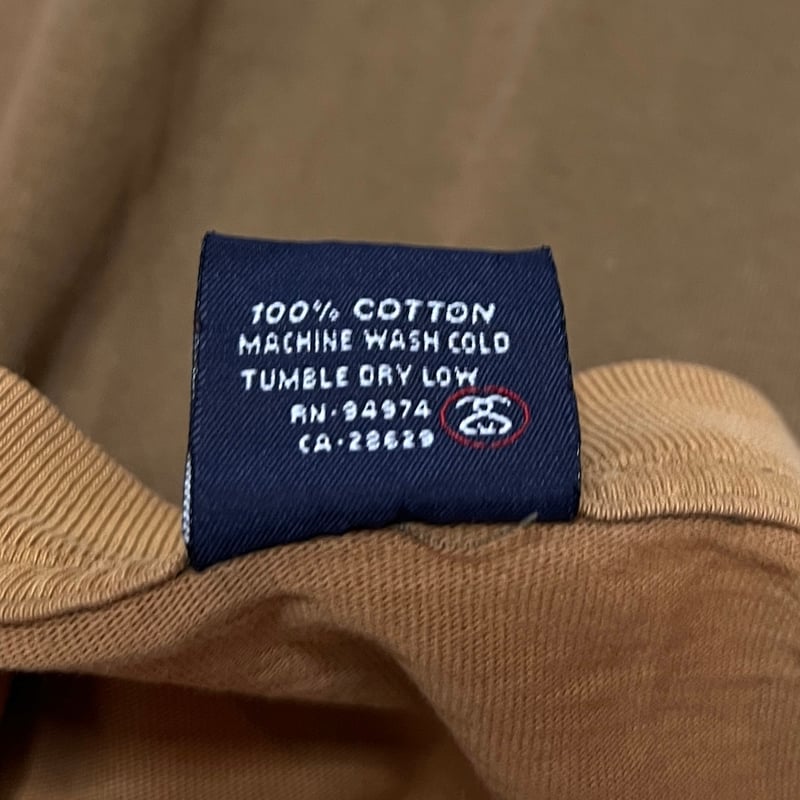 100% COTTON
MACHINE WASH COLD
TUMBLE DRY LOW
RN·94974
CA·28629